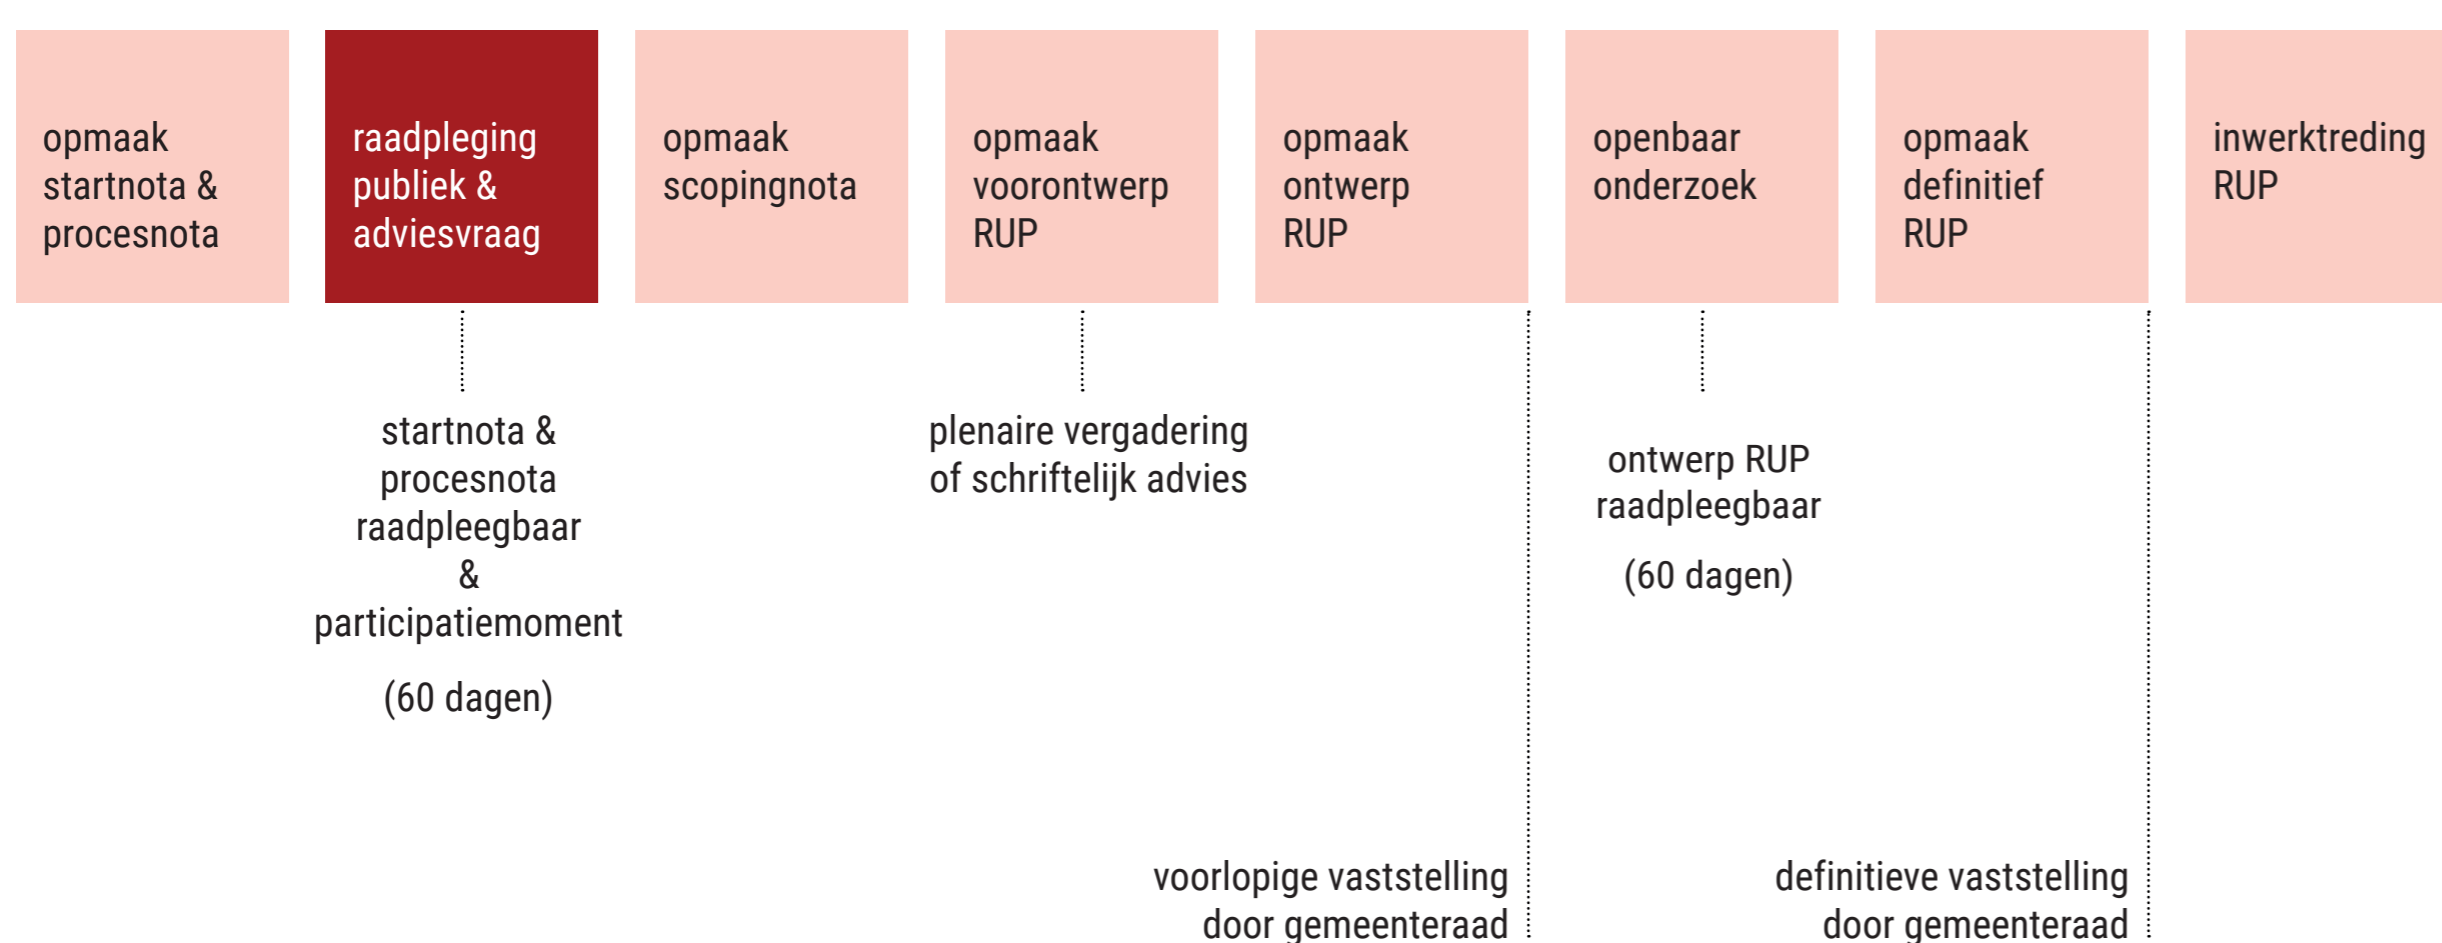 opmaak
startnota &
procesnota
raadpleging
publiek &
adviesvraag
opmaak
scopingnota
opmaak
voorontwerp
RUP
opmaak
ontwerp
RUP
openbaar
onderzoek
opmaak
definitief
RUP
inwerktreding
RUP
startnota &
procesnota
raadpleegbaar
&
participatiemoment
(60 dagen)
plenaire vergadering
of schriftelijk advies
ontwerp RUP
raadpleegbaar
(60 dagen)
voorlopige vaststelling
door gemeenteraad
definitieve vaststelling
door gemeenteraad